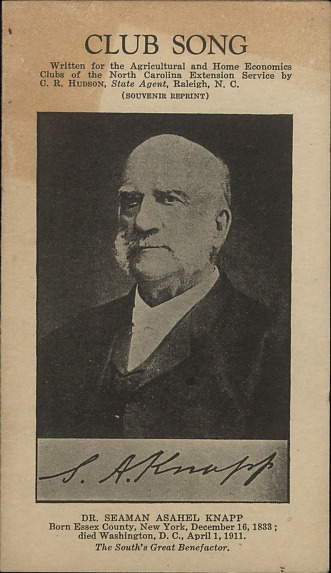 CLUB SONG
Written for the Agricultural and Home Economics
Clubs of the North Carolina Extension Service by
C. R. HUDSON, State Agent, Raleigh, N. C.
(SOUVENIR REPRINT)
S. A. Knapp
DR. SEAMAN ASAHEL KNAPP
Born Essex County, New York, December 16, 1833;
died Washington, D. C., April 1, 1911.
The South's Great Benefactor.